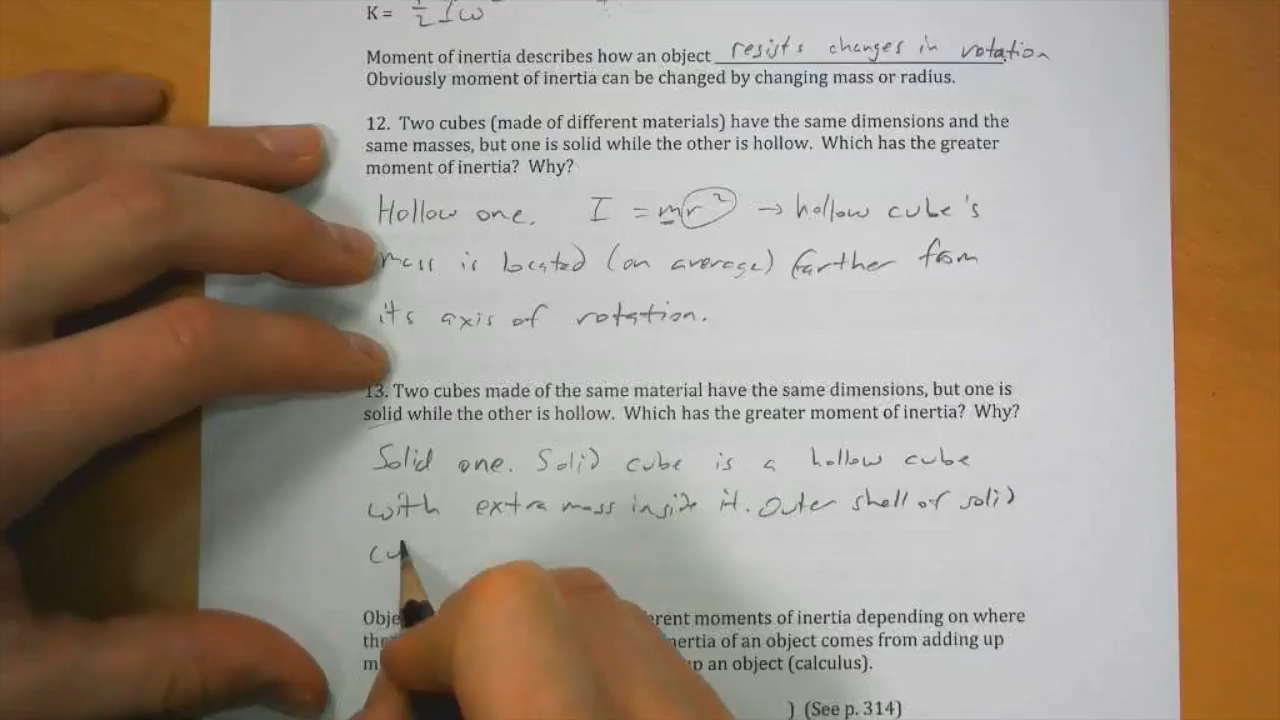 K = 1/2 Iω
Moment of inertia describes how an object resists changes in rotation
Obviously moment of inertia can be changed by changing mass or radius.
12. Two cubes (made of different materials) have the same dimensions and the
same masses, but one is solid while the other is hollow. Which has the greater
moment of inertia? Why?
Hollow one. I = mr² → hollow cube's
mass is located (on average) farther from
its axis of rotation.
13. Two cubes made of the same material have the same dimensions, but one is
solid while the other is hollow. Which has the greater moment of inertia? Why?
Solid one. Solid cube is a hollow cube
with extra mass inside it. Outer shell of solid
cu
Obje erent moments of inertia depending on where
the nertia of an object comes from adding up
m up an object (calculus).
) (See p. 314)